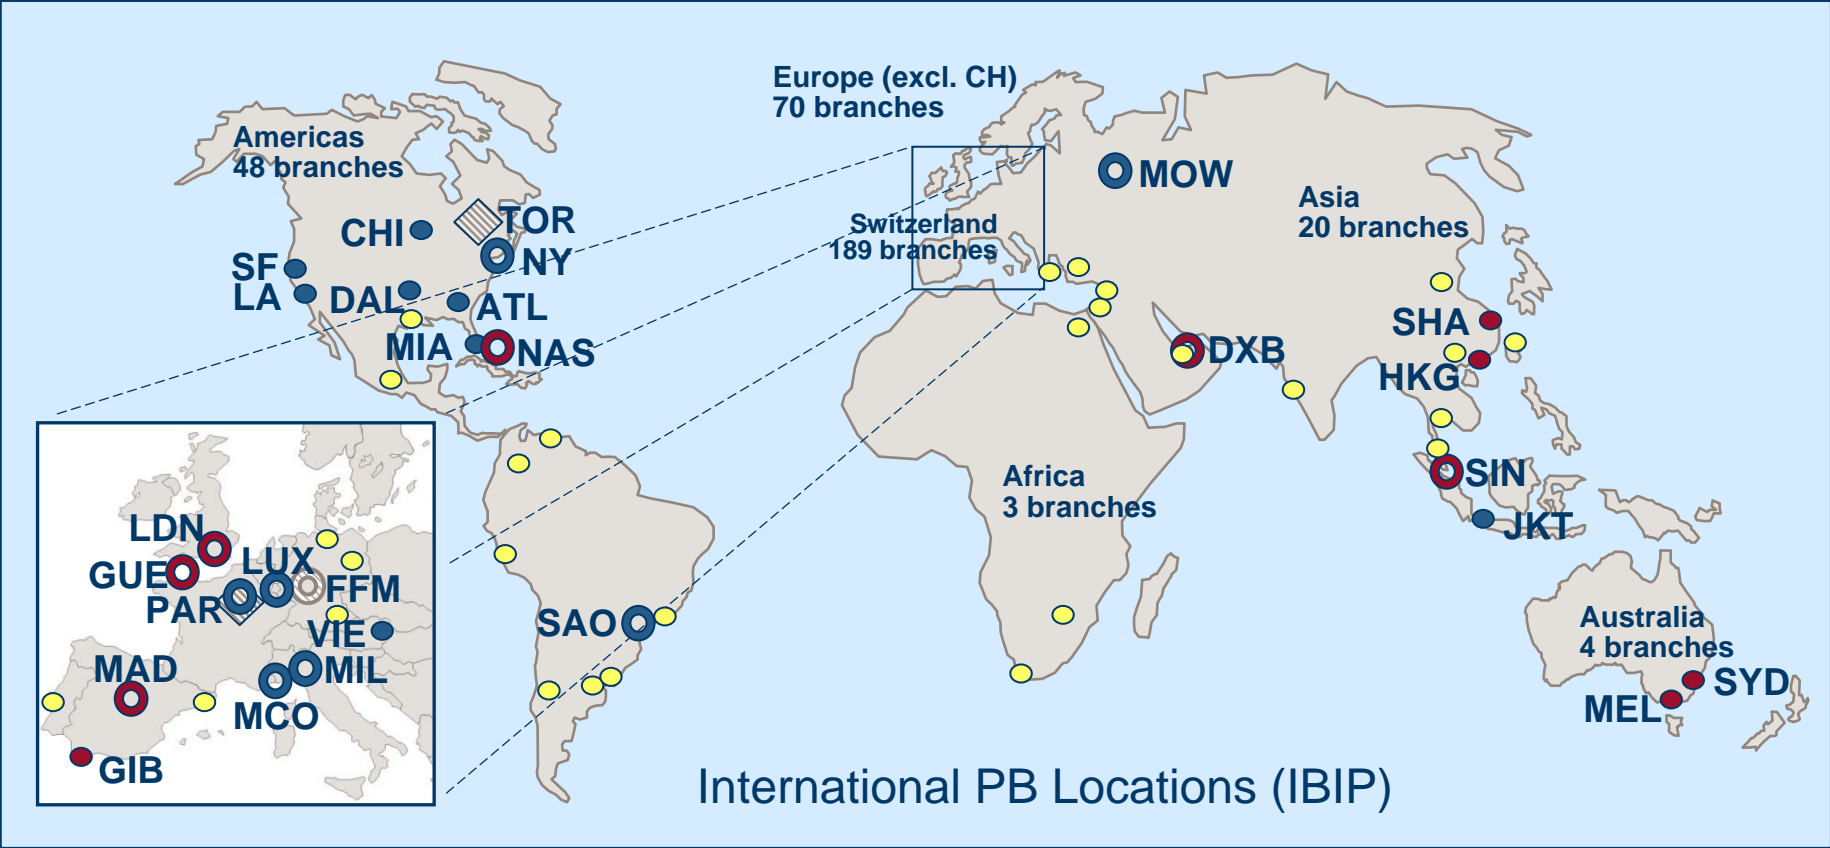 Europe (excl. CH)
70 branches
Americas
48 branches
MOW
Asia
20 branches
TOR
CHI
Switzerland
189 branches
NY
SF
LA
DAL
ATL
MIA
NAS
SHA
DXB
HKG
Africa
3 branches
SIN
JKT
LDN
LUX
GUE
FFM
PAR
VIE
MAD
MIL
MCO
GIB
SAO
Australia
4 branches
SYD
MEL
International PB Locations (IBIP)